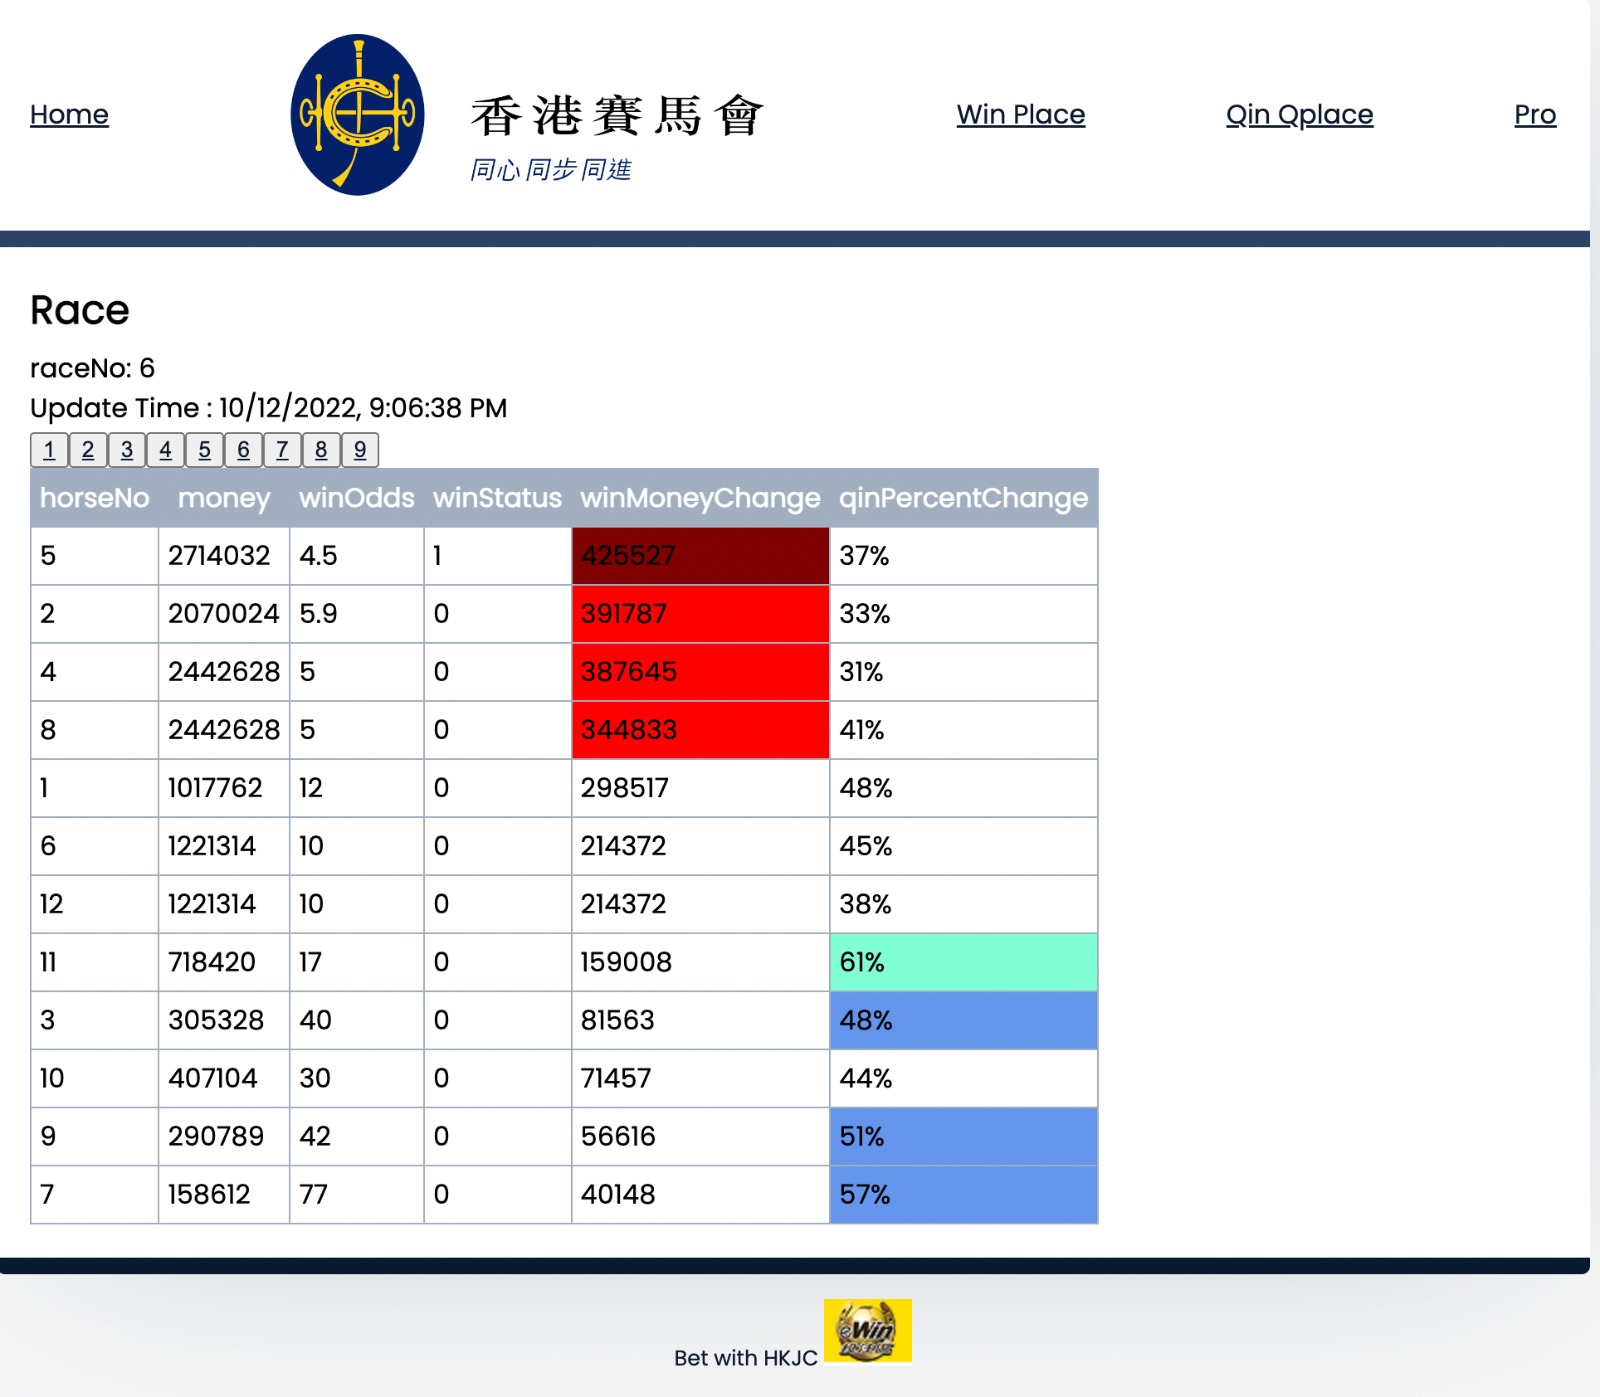 Home
香港賽馬會
同心同步同進
Win Place
Qin Qplace
Pro
Race
raceNo: 6
Update Time : 10/12/2022, 9:06:38 PM
1 2 3 4 5 6 7 8 9
horseNo money winOdds winStatus winMoneyChange qinPercentChange
5 2714032 4.5 1 425527 37%
2 2070024 5.9 0 391787 33%
4 2442628 5 0 387645 31%
8 2442628 5 0 344833 41%
1 1017762 12 0 298517 48%
6 1221314 10 0 214372 45%
12 1221314 10 0 214372 38%
11 718420 17 0 159008 61%
3 305328 40 0 81563 48%
10 407104 30 0 71457 44%
9 290789 42 0 56616 51%
7 158612 77 0 40148 57%
Bet with HKJC
eWin